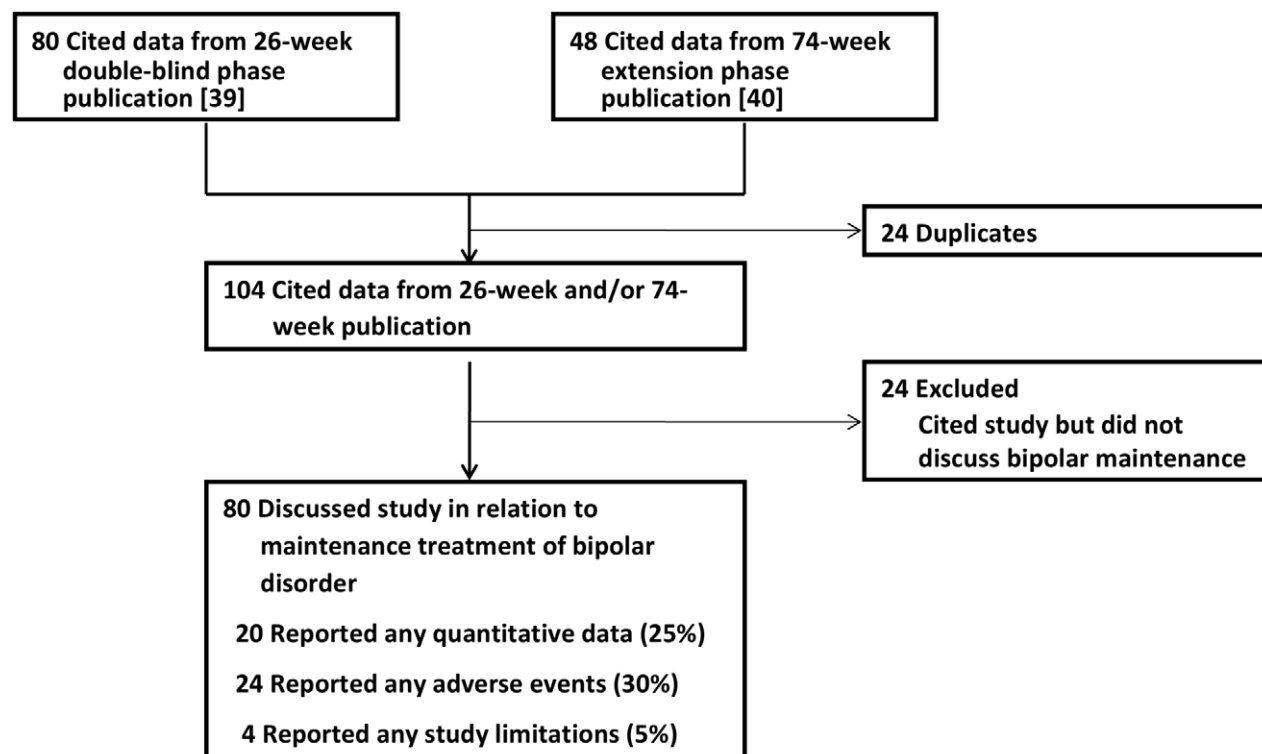 80 Cited data from 26-week
double-blind phase
publication [39]
48 Cited data from 74-week
extension phase
publication [40]
24 Duplicates
104 Cited data from 26-week and/or 74-
week publication
24 Excluded
Cited study but did not
discuss bipolar maintenance
80 Discussed study in relation to
maintenance treatment of bipolar
disorder
20 Reported any quantitative data (25%)
24 Reported any adverse events (30%)
4 Reported any study limitations (5%)